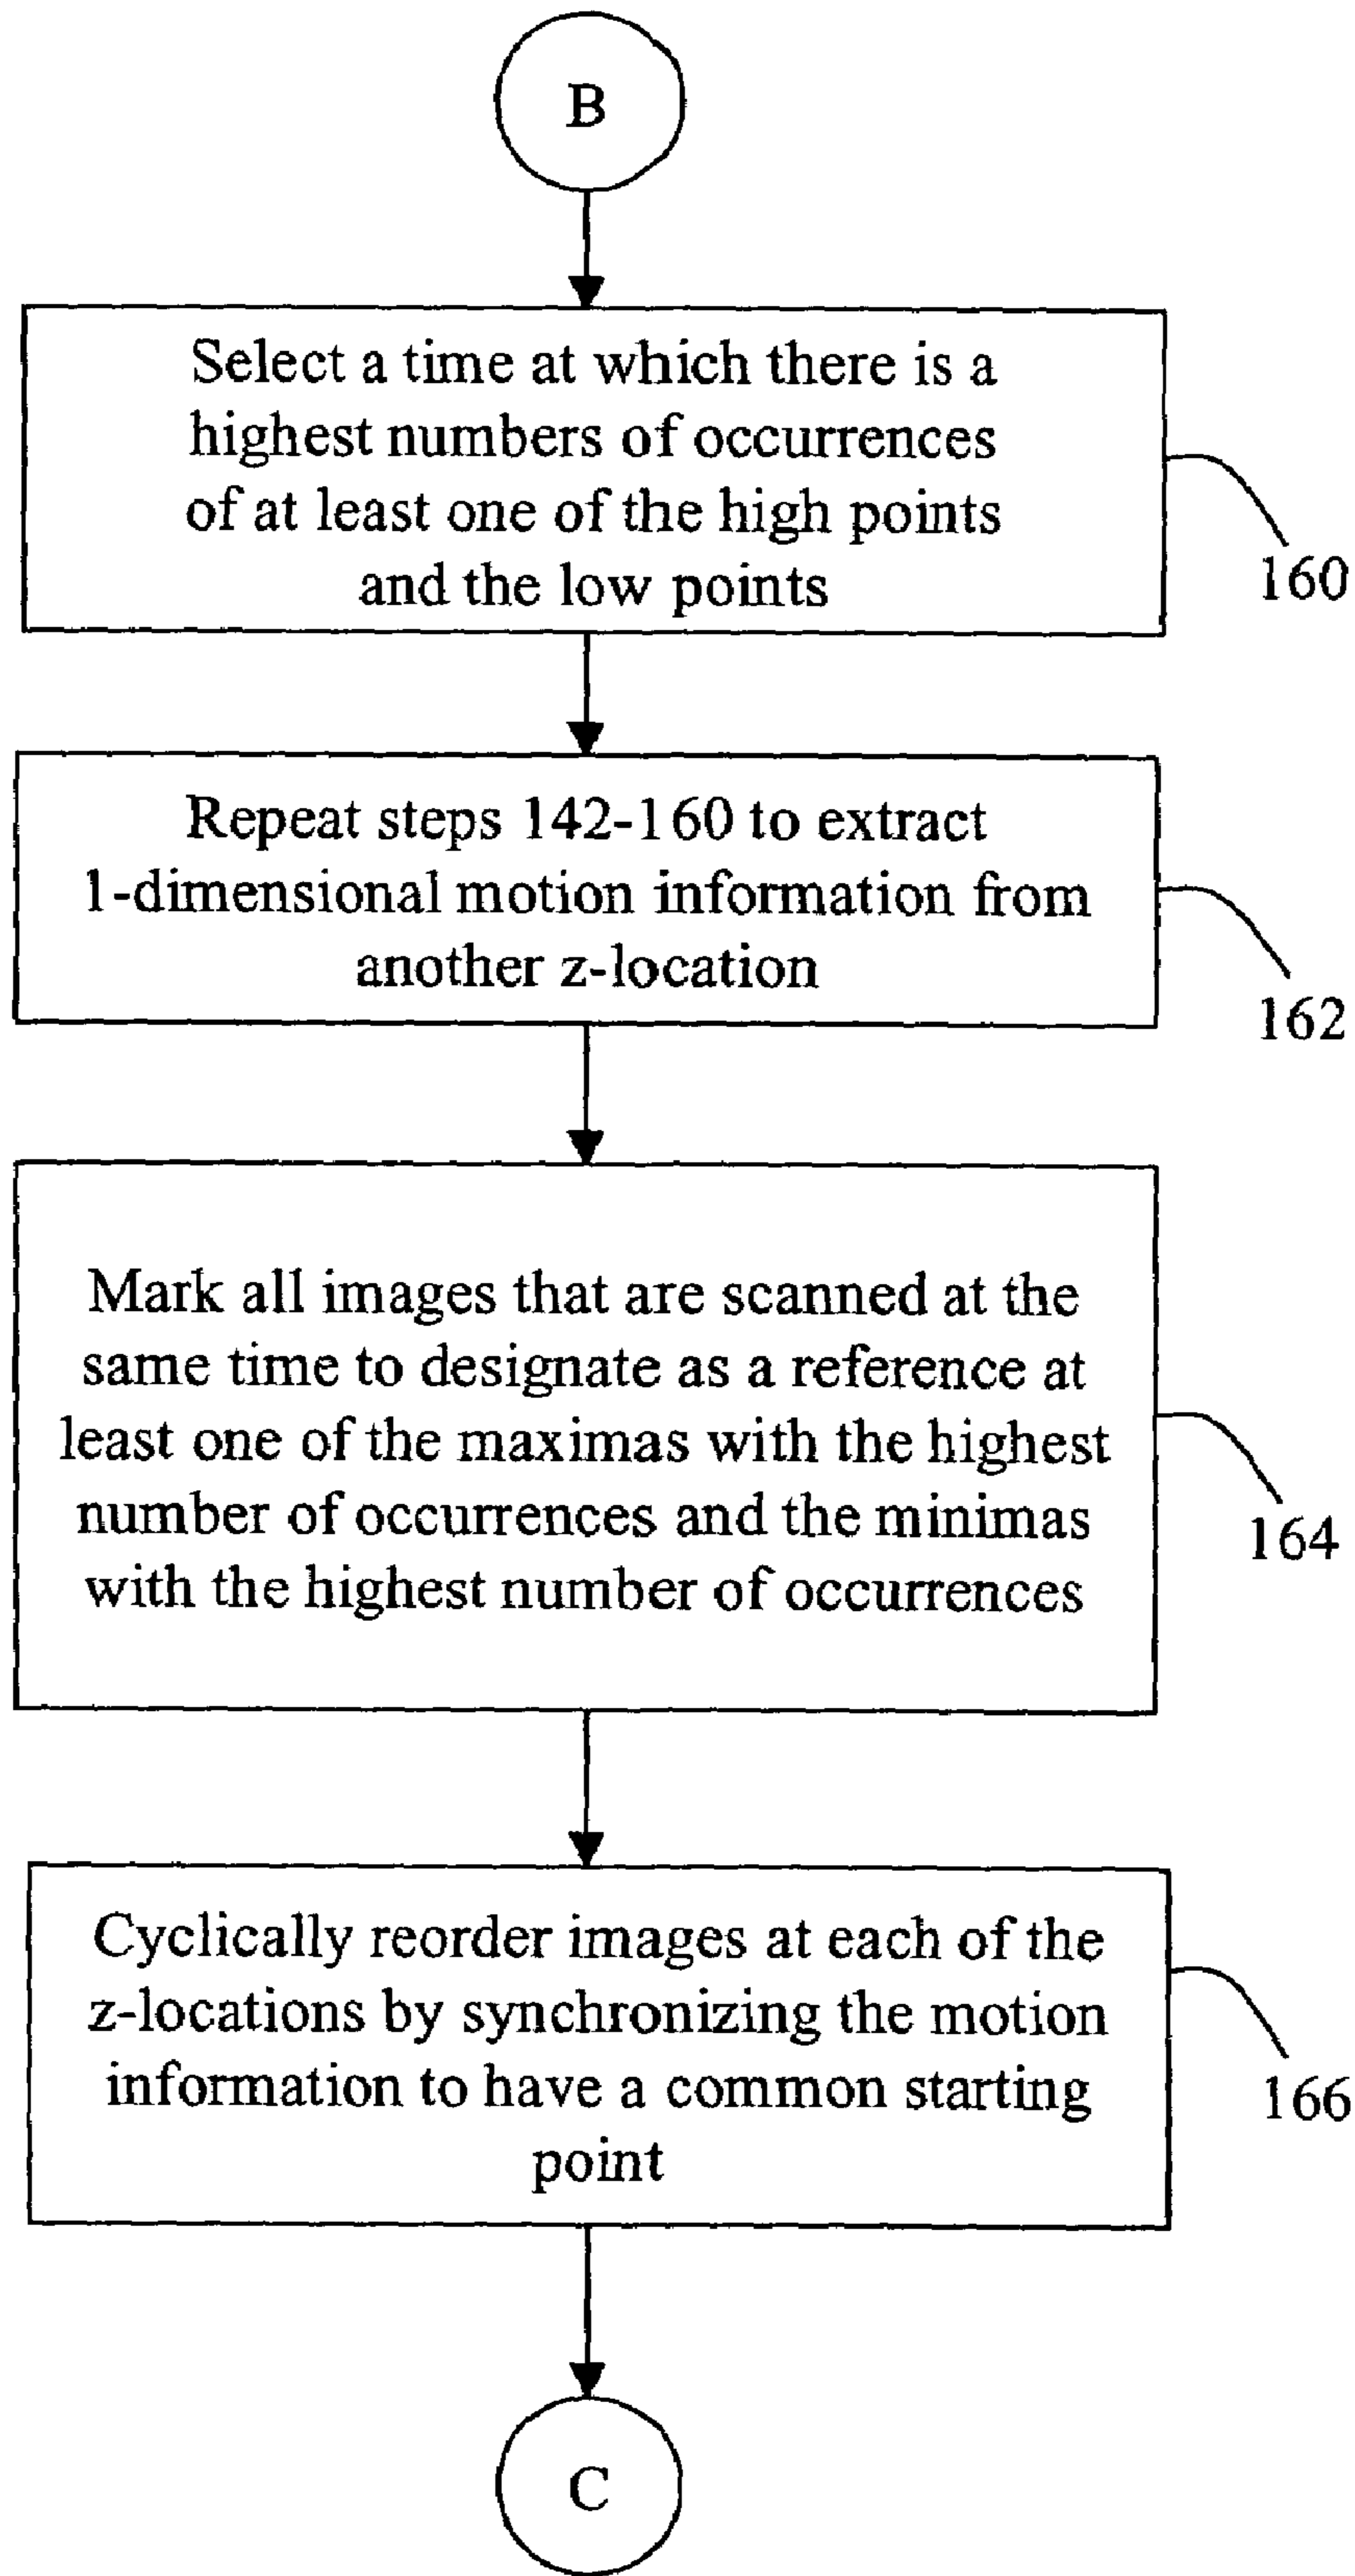 B
Select a time at which there is a
highest numbers of occurrences
of at least one of the high points
and the low points
160
Repeat steps 142-160 to extract
1-dimensional motion information from
another z-location
162
Mark all images that are scanned at the
same time to designate as a reference at
least one of the maximas with the highest
number of occurrences and the minimas
with the highest number of occurrences
164
Cyclically reorder images at each of the
z-locations by synchronizing the motion
information to have a common starting
point
166
C